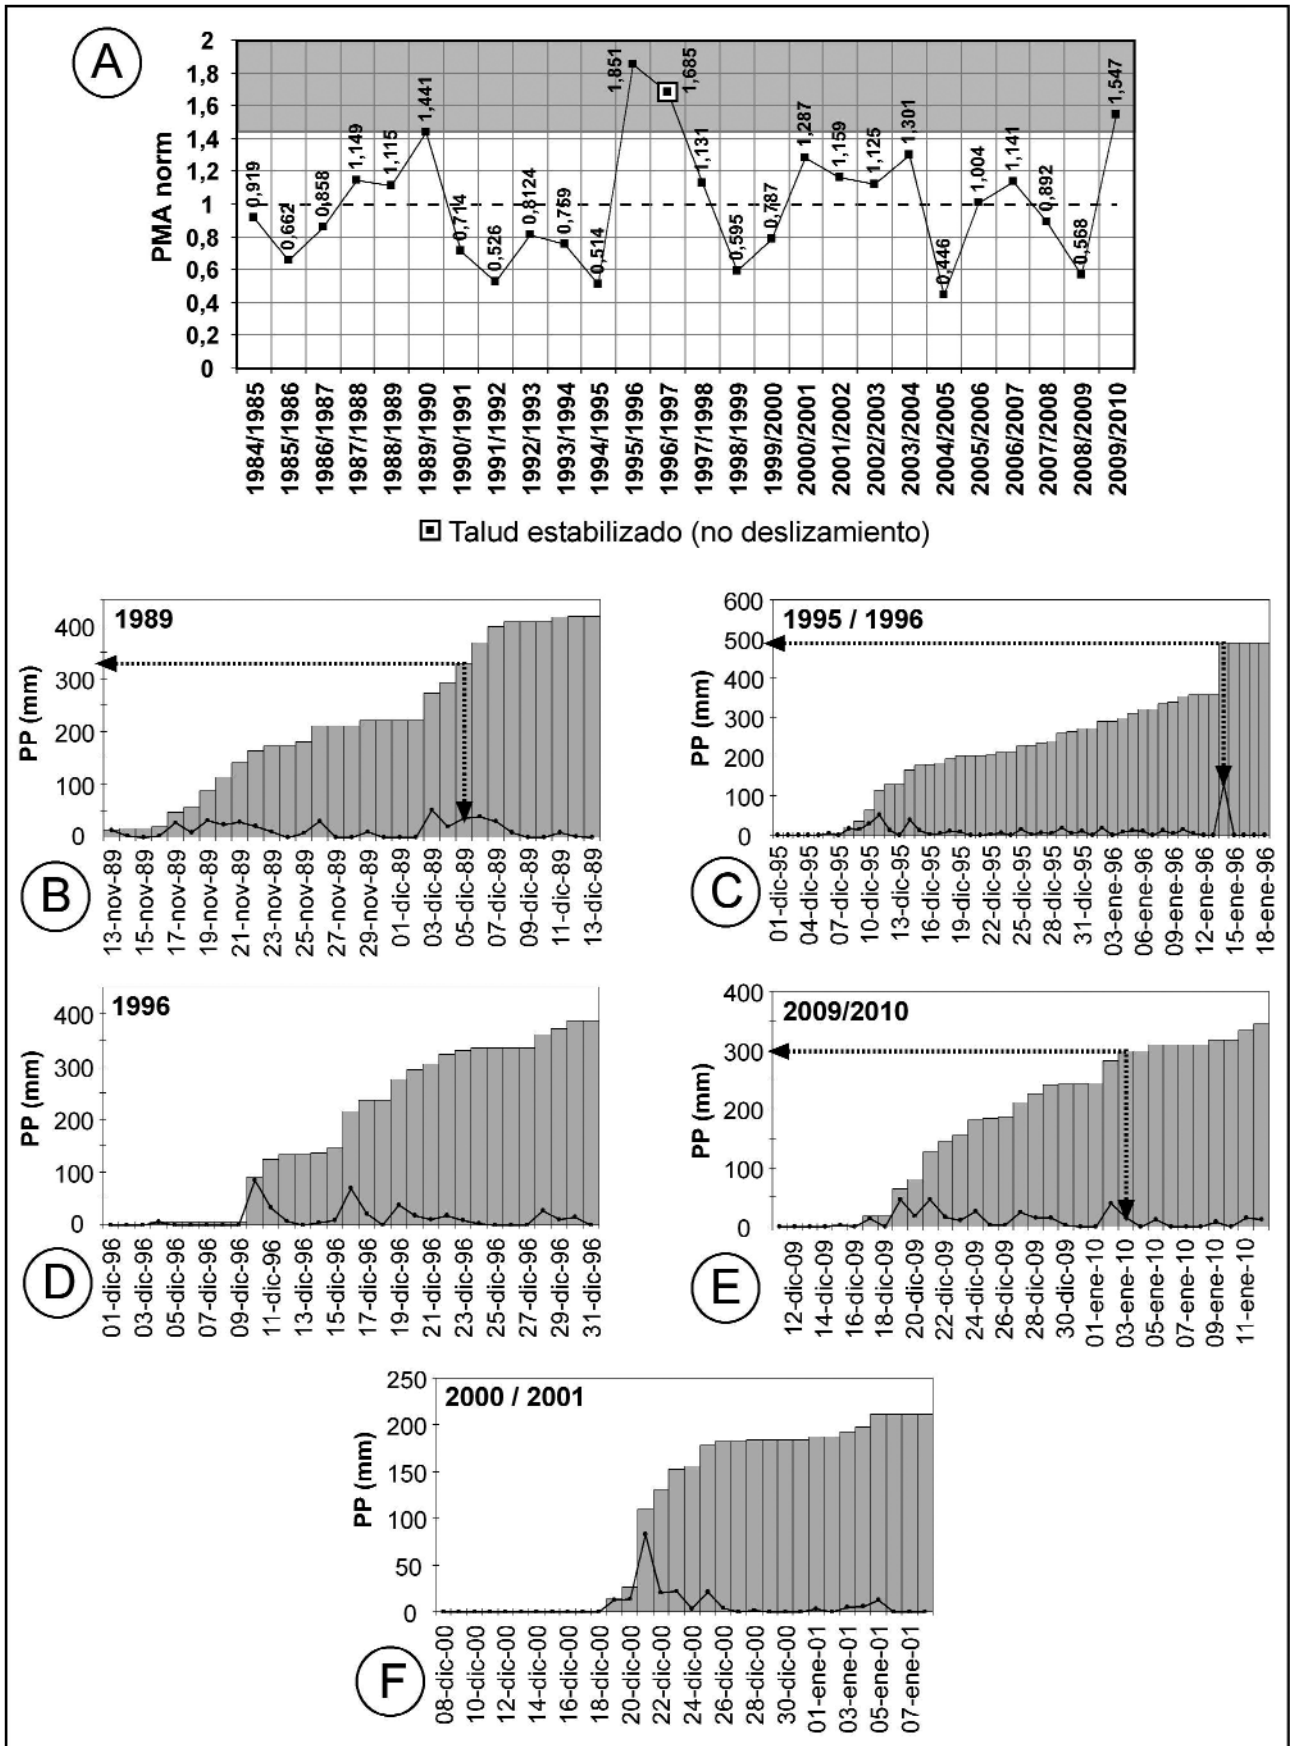 A
PMA norm
2
1,8
1,6
1,4
1,2
1
0,8
0,6
0,4
0,2
0
0,919
0,662
0,858
1,149
1,115
1,441
0,714
0,526
0,8124
0,759
0,514
1,851
1,685
1,131
0,595
0,787
1,287
1,159
1,125
1,301
0,446
1,004
1,141
0,892
0,568
1,547
1984/1985
1985/1986
1986/1987
1987/1988
1988/1989
1989/1990
1990/1991
1991/1992
1992/1993
1993/1994
1994/1995
1995/1996
1996/1997
1997/1998
1998/1999
1999/2000
2000/2001
2001/2002
2002/2003
2003/2004
2004/2005
2005/2006
2006/2007
2007/2008
2008/2009
2009/2010
Talud estabilizado (no deslizamiento)
B
1989
PP (mm)
400
300
200
100
0
13-nov-89
15-nov-89
17-nov-89
19-nov-89
21-nov-89
23-nov-89
25-nov-89
27-nov-89
29-nov-89
01-dic-89
03-dic-89
05-dic-89
07-dic-89
09-dic-89
11-dic-89
13-dic-89
C
1995 / 1996
PP (mm)
600
500
400
300
200
100
0
01-dic-95
04-dic-95
07-dic-95
10-dic-95
13-dic-95
16-dic-95
19-dic-95
22-dic-95
25-dic-95
28-dic-95
31-dic-95
03-ene-96
06-ene-96
09-ene-96
12-ene-96
15-ene-96
18-ene-96
D
1996
PP (mm)
400
300
200
100
0
01-dic-96
03-dic-96
05-dic-96
07-dic-96
09-dic-96
11-dic-96
13-dic-96
15-dic-96
17-dic-96
19-dic-96
21-dic-96
23-dic-96
25-dic-96
27-dic-96
29-dic-96
31-dic-96
E
2009/2010
PP (mm)
400
300
200
100
0
12-dic-09
14-dic-09
16-dic-09
18-dic-09
20-dic-09
22-dic-09
24-dic-09
26-dic-09
28-dic-09
30-dic-09
01-ene-10
03-ene-10
05-ene-10
07-ene-10
09-ene-10
11-ene-10
F
2000 / 2001
PP (mm)
250
200
150
100
50
0
08-dic-00
10-dic-00
12-dic-00
14-dic-00
16-dic-00
18-dic-00
20-dic-00
22-dic-00
24-dic-00
26-dic-00
28-dic-00
30-dic-00
01-ene-01
03-ene-01
05-ene-01
07-ene-01